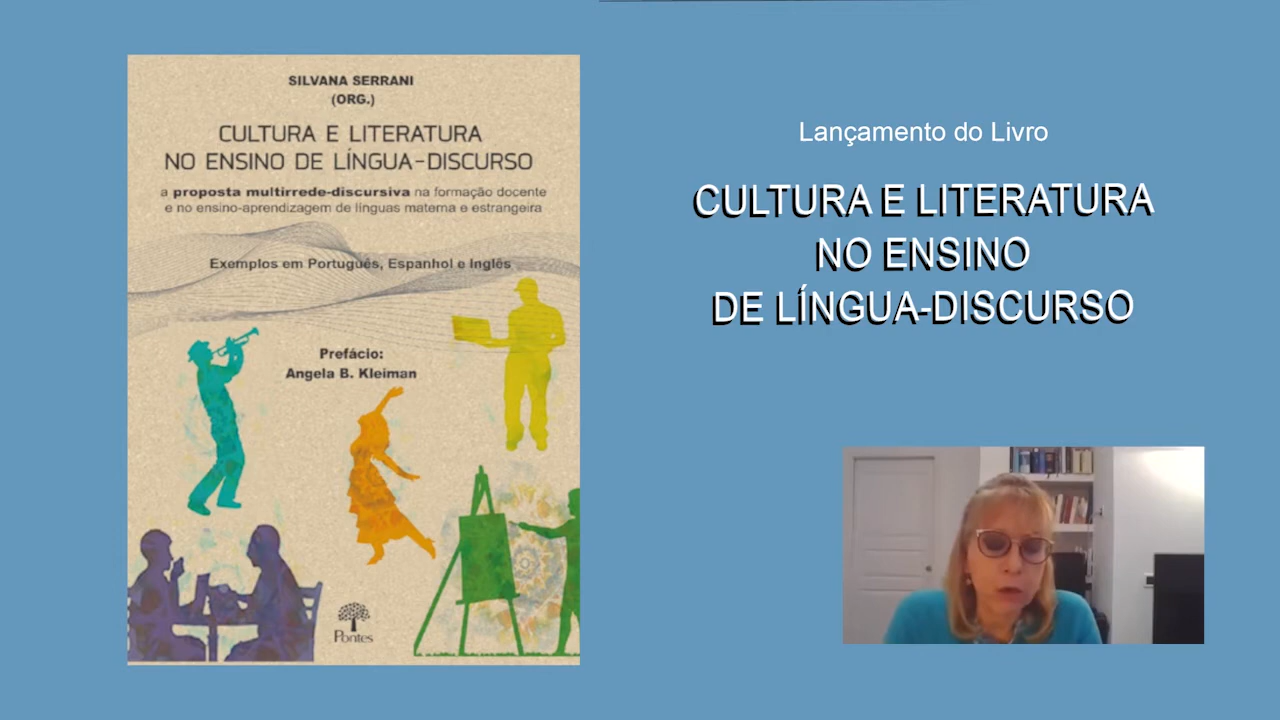 SILVANA SERRANI
(ORG.)
CULTURA E LITERATURA
NO ENSINO DE LÍNGUA-DISCURSO
a proposta multirrede-discursiva na formação docente
e no ensino-aprendizagem de línguas materna e estrangeira
Exemplos em Português, Espanhol e Inglês
Prefácio:
Angela B. Kleiman
Pontes
Lançamento do Livro
CULTURA E LITERATURA
NO ENSINO
DE LÍNGUA-DISCURSO